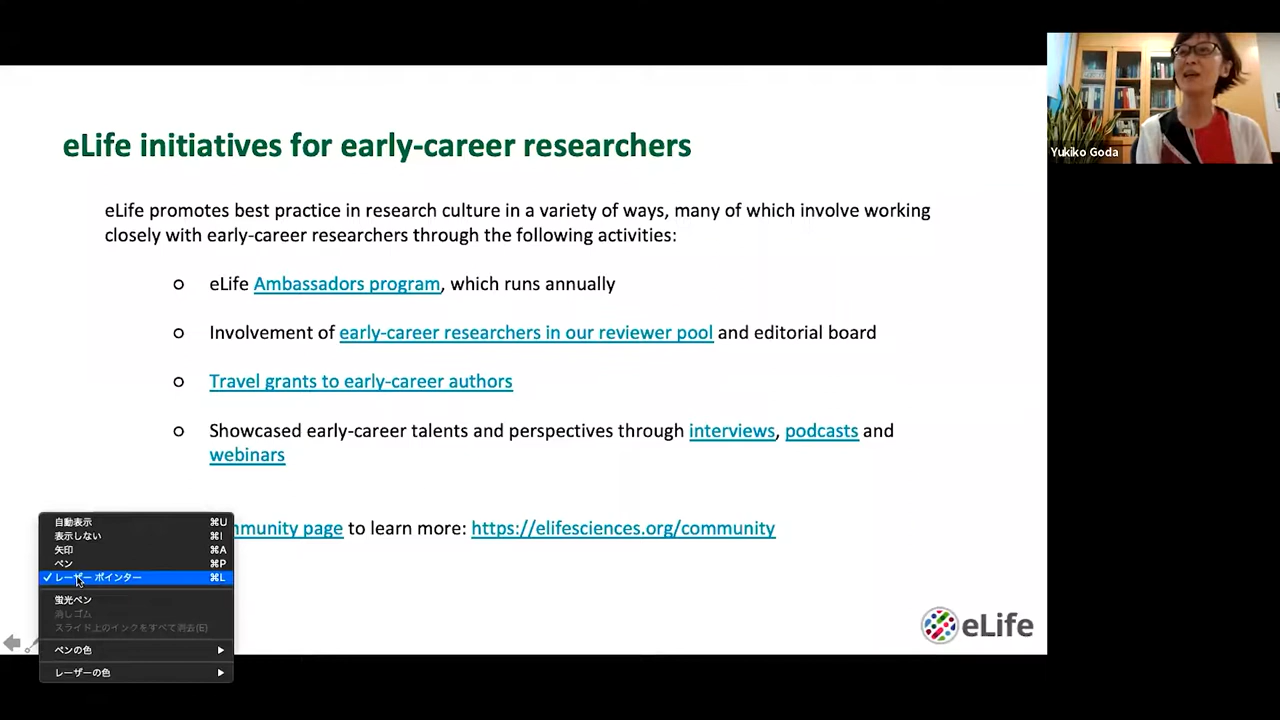 Yukiko Goda
eLife initiatives for early-career researchers
eLife promotes best practice in research culture in a variety of ways, many of which involve working
closely with early-career researchers through the following activities:
eLife Ambassadors program, which runs annually
Involvement of early-career researchers in our reviewer pool and editorial board
Travel grants to early-career authors
Showcased early-career talents and perspectives through interviews, podcasts and
webinars
page to learn more: https://elifesciences.org/community
自動表示 ⌘U
表示しない ⌘I
矢印 ⌘A
ペン ⌘P
✓ レーザー ポインター ⌘L
蛍光ペン
消しゴム
スライド上のインクをすべて消去(E)
ペンの色
レーザーの色
eLife